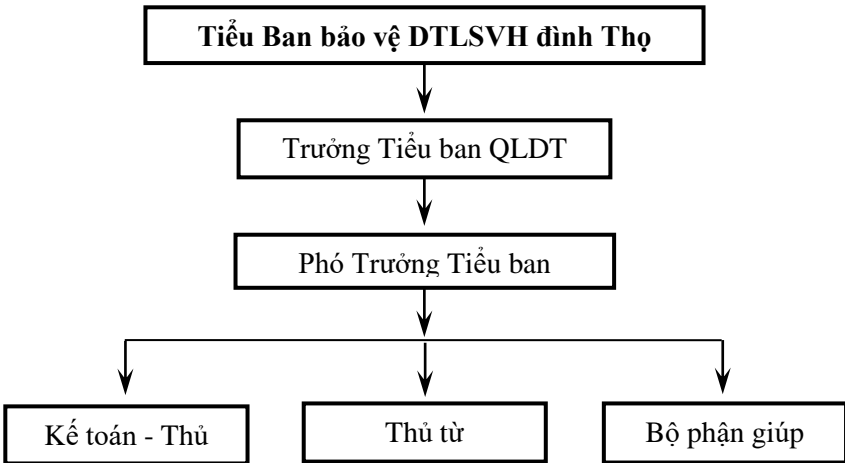 Tiểu Ban bảo vệ DTLSVH đình Thọ
Trưởng Tiểu ban QLDT
Phó Trưởng Tiểu ban
Kế toán - Thủ
Thủ từ
Bộ phận giúp